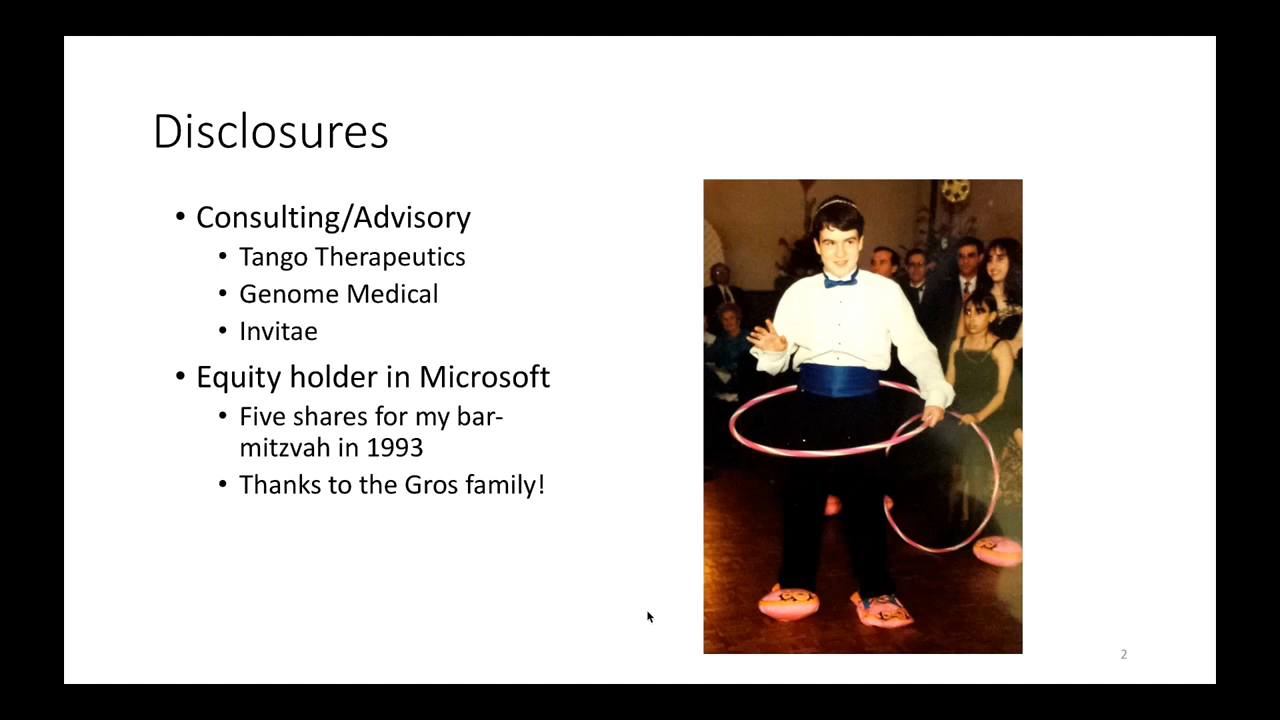 Disclosures
• Consulting/Advisory
• Tango Therapeutics
• Genome Medical
• Invitae
• Equity holder in Microsoft
• Five shares for my bar-
mitzvah in 1993
• Thanks to the Gros family!
2